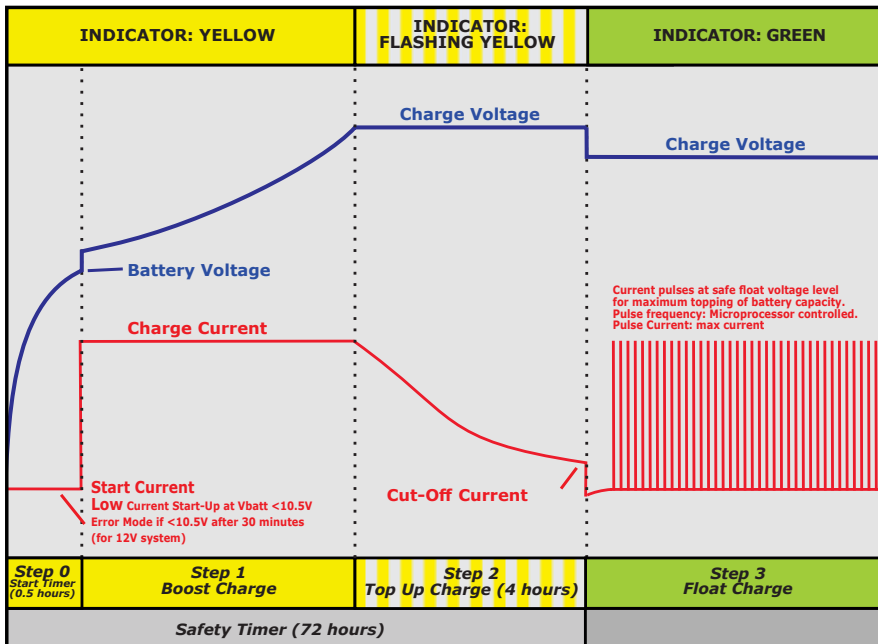 INDICATOR: YELLOW
INDICATOR:
FLASHING YELLOW
INDICATOR: GREEN
Charge Voltage
Charge Voltage
Battery Voltage
Current pulses at safe float voltage level
for maximum topping of battery capacity.
Pulse frequency: Microprocessor controlled.
Pulse Current: max current
Charge Current
Start Current
Low Current Start-Up at Vbatt <10.5V
Error Mode if <10.5V after 30 minutes
(for 12V system)
Cut-Off Current
Step 0
Start Timer
(0.5 hours)
Step 1
Boost Charge
Step 2
Top Up Charge (4 hours)
Step 3
Float Charge
Safety Timer (72 hours)